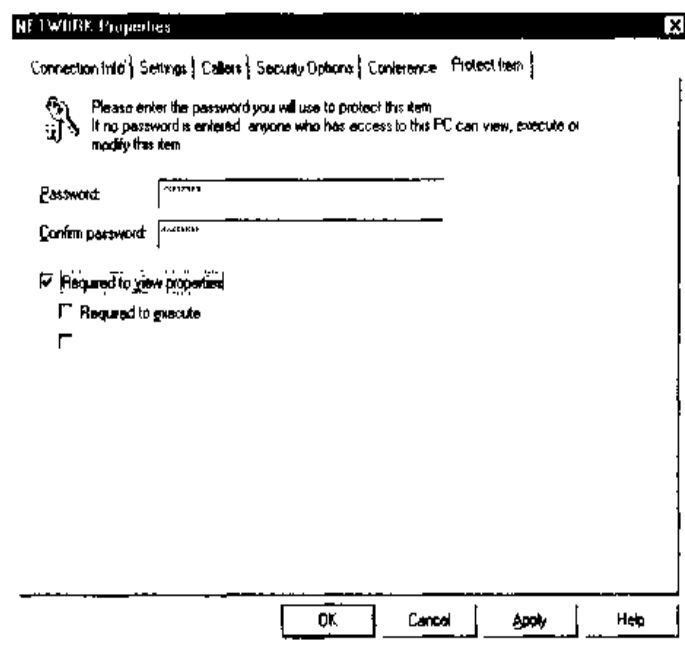 NETWORK Properties
Connection Info Settings Callers Security Options Conference Protect Item
Please enter the password you will use to protect this item
If no password is entered anyone who has access to this PC can view, execute or
modify this item
Password:
Confirm password:
Required to view properties
Required to execute
OK Cancel Apply Help